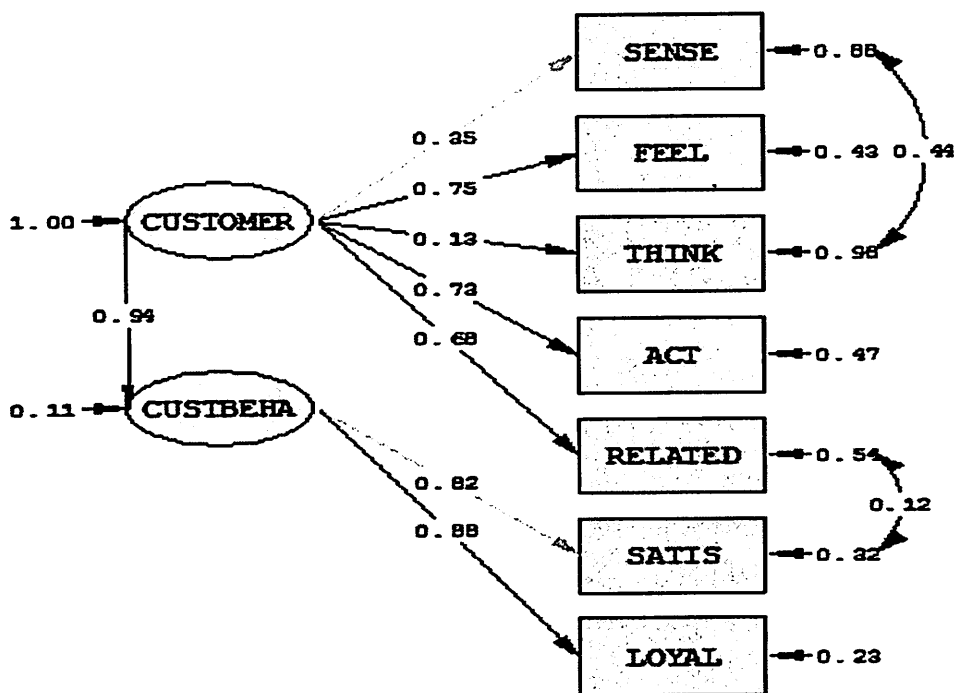 SENSE
0.88
0.35
FEEL
0.43
0.44
0.75
1.00
CUSTOMER
0.13
THINK
0.98
0.73
0.94
0.68
ACT
0.47
0.11
CUSTBEHA
RELATED
0.54
0.82
0.12
0.88
SATIS
0.32
LOYAL
0.23